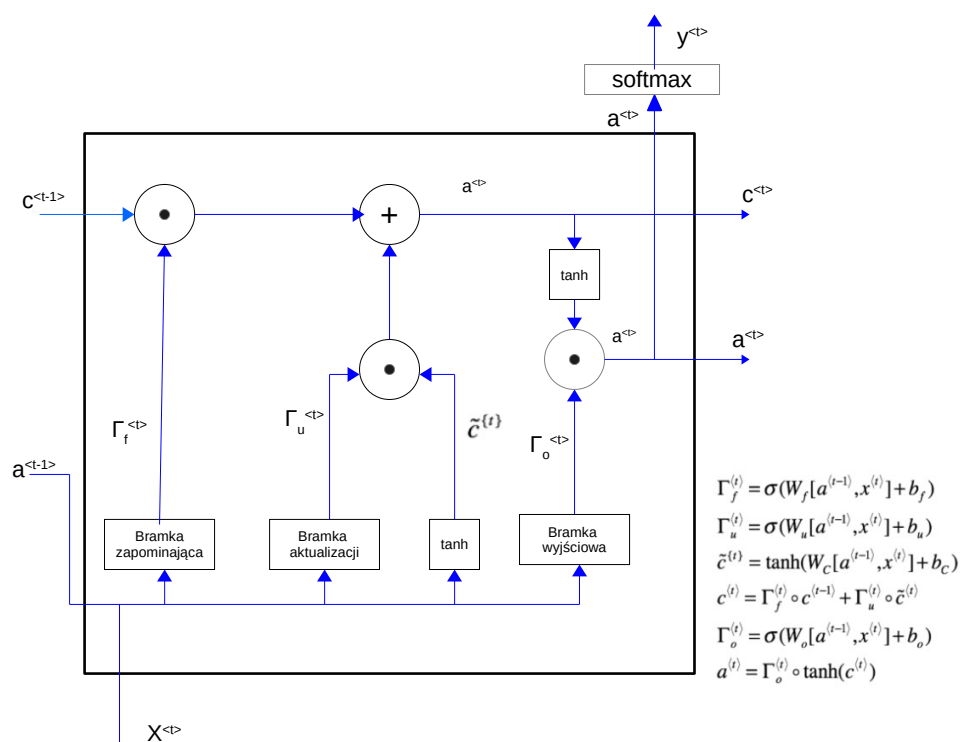 y<t>
softmax
a<t>
c<t-1>
a<t>
c<t>
+
tanh
a<t>
a<t>
Γf<t>
Γu<t>
c̃{t}
Γo<t>
a<t-1>
Bramka
zapominająca
Bramka
aktualizacji
tanh
Bramka
wyjściowa
X<t>
Γf⟨t⟩ = σ(Wf[a⟨t−1⟩, x⟨t⟩] + bf)
Γu⟨t⟩ = σ(Wu[a⟨t−1⟩, x⟨t⟩] + bu)
c̃{t} = tanh(WC[a⟨t−1⟩, x⟨t⟩] + bC)
c⟨t⟩ = Γf⟨t⟩ ∘ c⟨t−1⟩ + Γu⟨t⟩ ∘ c̃⟨t⟩
Γo⟨t⟩ = σ(Wo[a⟨t−1⟩, x⟨t⟩] + bo)
a⟨t⟩ = Γo⟨t⟩ ∘ tanh(c⟨t⟩)